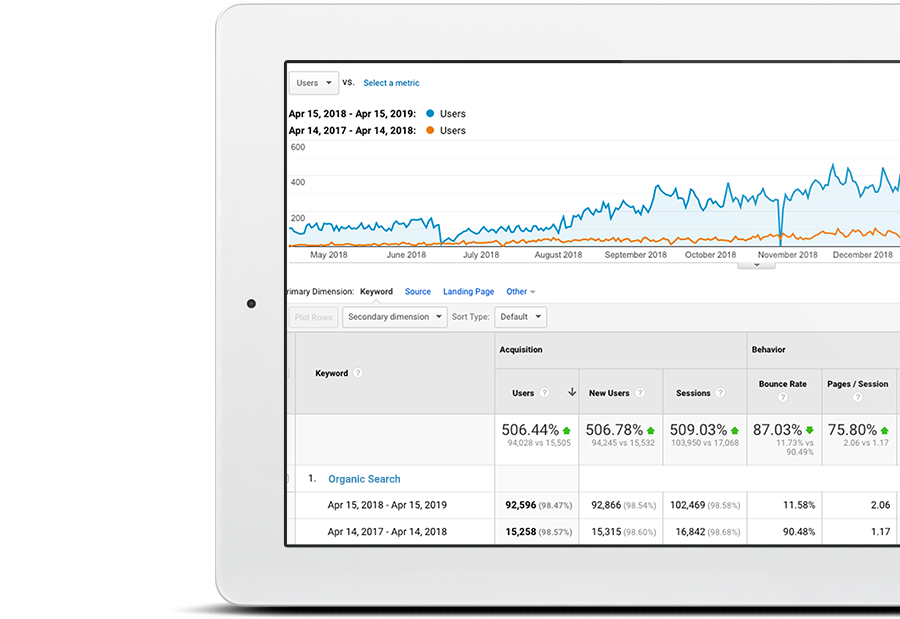 Users vs. Select a metric
Apr 15, 2018 - Apr 15, 2019: Users
Apr 14, 2017 - Apr 14, 2018: Users
600
400
200
May 2018 June 2018 July 2018 August 2018 September 2018 October 2018 November 2018 December 2018
rimary Dimension: Keyword Source Landing Page Other
Plot Rows Secondary dimension Sort Type: Default
Acquisition Behavior
Keyword ? Users ? New Users ? Sessions ? Bounce Rate ? Pages / Session ?
506.44% 506.78% 509.03% 87.03% 75.80%
94,028 vs 15,505 94,245 vs 15,532 103,950 vs 17,068 11.73% vs 2.06 vs 1.17
90.49%
1. Organic Search
Apr 15, 2018 - Apr 15, 2019 92,596 (98.47%) 92,866 (98.54%) 102,469 (98.58%) 11.58% 2.06
Apr 14, 2017 - Apr 14, 2018 15,258 (98.57%) 15,315 (98.60%) 16,842 (98.68%) 90.48% 1.17